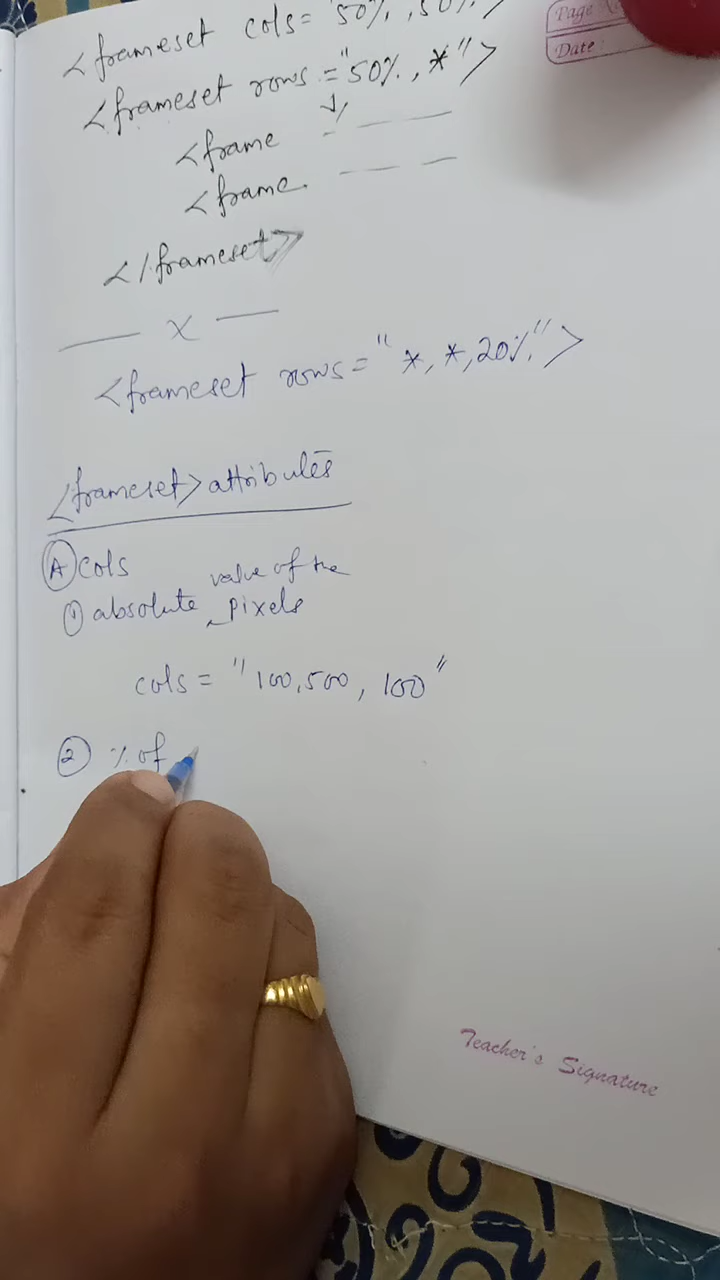 <frameset cols= "50%, 50%">
Page No
Date:
<frameset rows="50%, *">
<frame
<frame.
</frameset>
X
<frameset rows="*,*,20%">
<frameset> attributes
(A) cols
value of the
(1) absolute pixels
cols = "100,500, 100"
(2) % of
Teacher's Signature